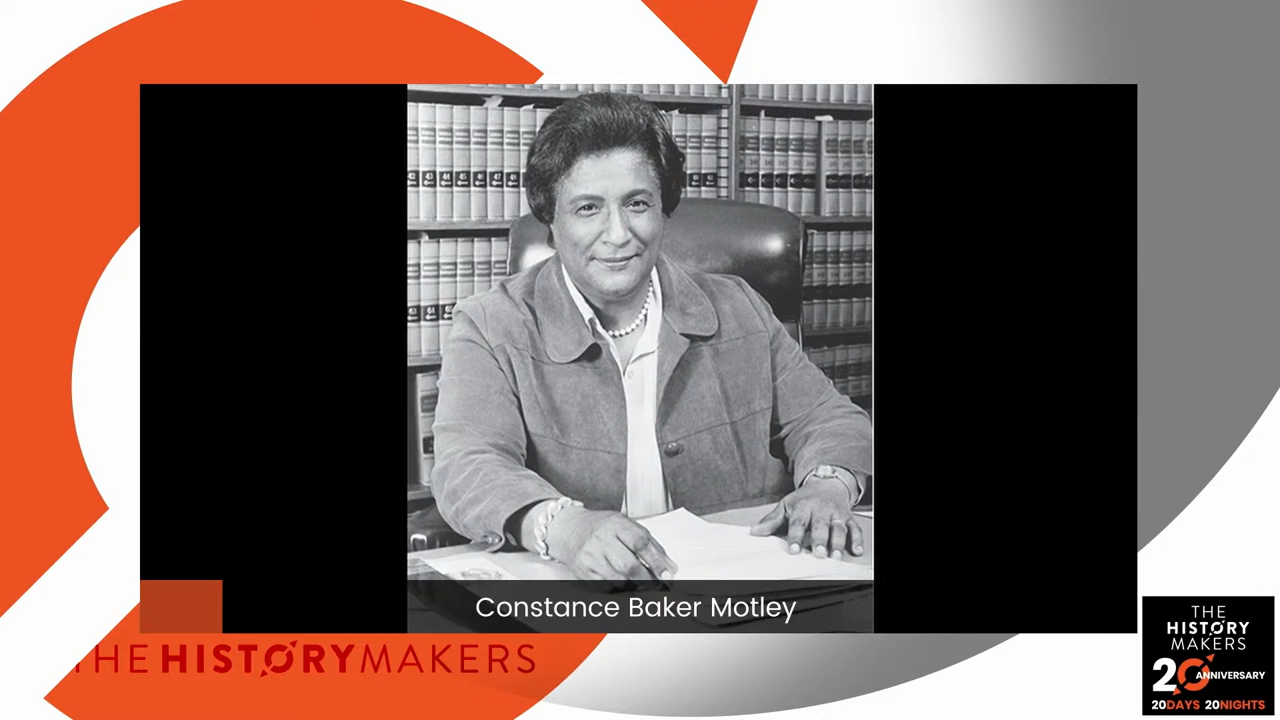 Constance Baker Motley
THE HISTORYMAKERS
THE
HISTORY
MAKERS
20 ANNIVERSARY
20DAYS 20NIGHTS